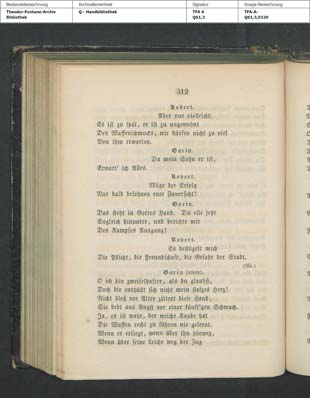 Bestandsbezeichnung Archivalieneinheit Signatur Image-Bezeichnung
Theodor-Fontane-Archiv Q - Handbibliothek TFA A TFA-A:
Bibliothek Q61,3 Q61,3,0320
312
Robert.
Aber nur vielleicht.
Es ist zu spät, er ist zu ungewohnt
Des Waffenschmucks; wir dürfen nicht zu viel
Von ihm erwarten.
Garin.
Da mein Sohn er ist,
Erwart' ich Alles.
Robert.
Möge der Erfolg
Nur bald belohnen eure Zuversicht!
Garin.
Das steht in Gottes Hand. Du eile jetzt
Sogleich hinunter, und berichte mir
Des Kampfes Ausgang!
Robert.
Es beflügelt mich
Die Pflicht, die Freundschaft, die Gefahr der Stadt.
(Ab.)
Garin (allein).
O ich bin zweifelhafter, als du glaubst,
Doch dir enthüllt sich nicht mein stolzes Herz!
Nicht bloß vor Alter zittert diese Hand,
Sie bebt aus Angst vor einer künft'gen Schmach.
Ja, es ist wahr, der weiche Knabe hat
Die Waffen recht zu führen nie gelernt.
Wenn er erliegt, wenn über ihn hinweg,
Wenn über seine Leiche weg der Zug